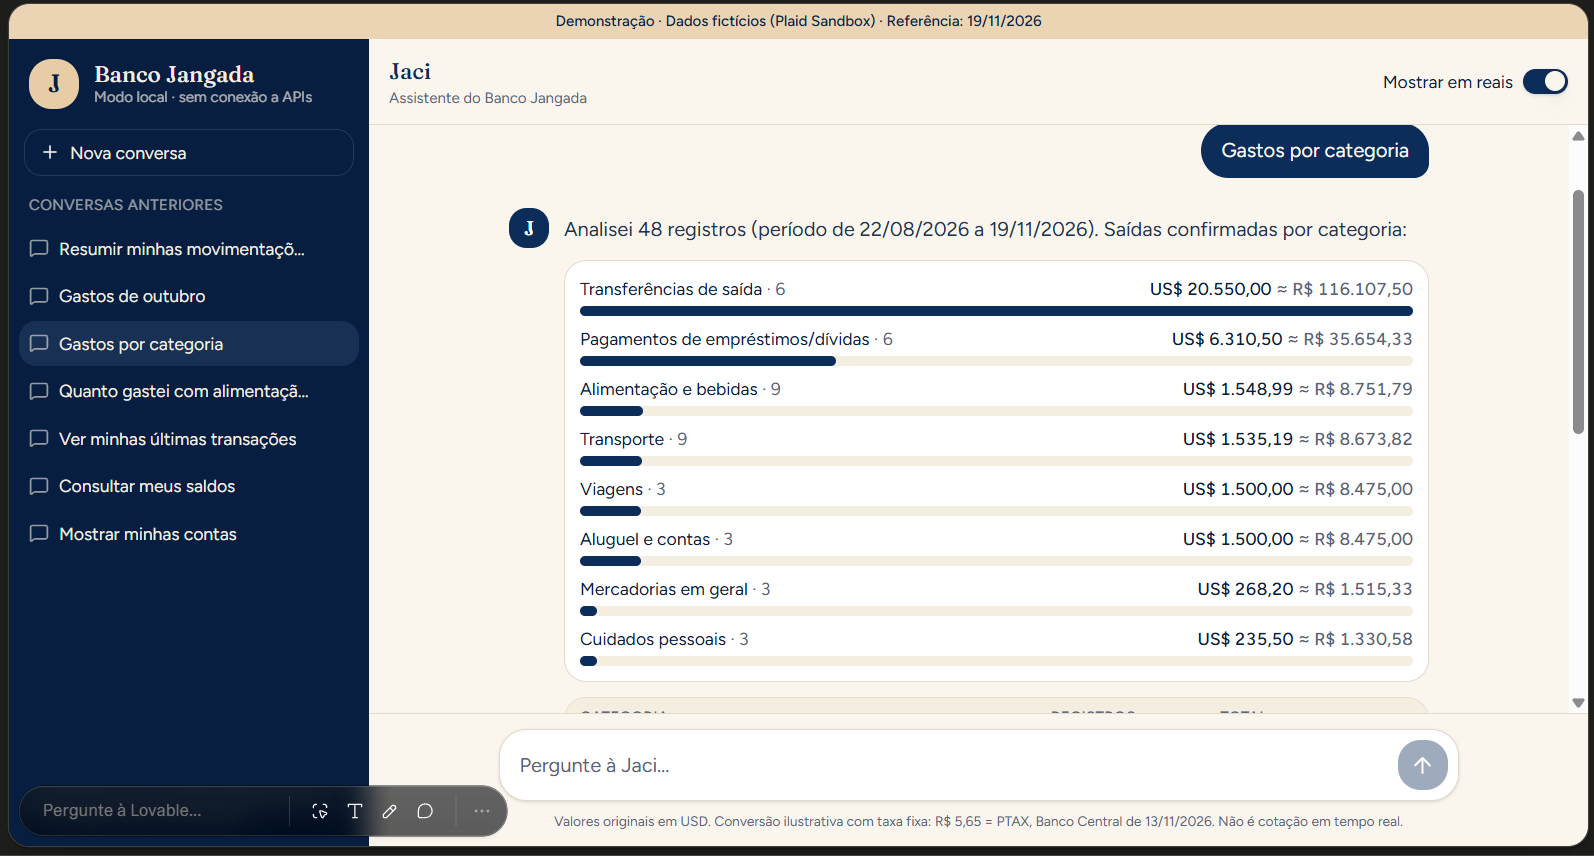 Demonstração · Dados fictícios (Plaid Sandbox) · Referência: 19/11/2026
J
Banco Jangada
Modo local · sem conexão a APIs
+ Nova conversa
CONVERSAS ANTERIORES
Resumir minhas movimentaçõ...
Gastos de outubro
Gastos por categoria
Quanto gastei com alimentaçã...
Ver minhas últimas transações
Consultar meus saldos
Mostrar minhas contas
Pergunte à Lovable...
T
Jaci
Assistente do Banco Jangada
Mostrar em reais
Gastos por categoria
J
Analisei 48 registros (período de 22/08/2026 a 19/11/2026). Saídas confirmadas por categoria:
Transferências de saída · 6 US$ 20.550,00 ≈ R$ 116.107,50
Pagamentos de empréstimos/dívidas · 6 US$ 6.310,50 ≈ R$ 35.654,33
Alimentação e bebidas · 9 US$ 1.548,99 ≈ R$ 8.751,79
Transporte · 9 US$ 1.535,19 ≈ R$ 8.673,82
Viagens · 3 US$ 1.500,00 ≈ R$ 8.475,00
Aluguel e contas · 3 US$ 1.500,00 ≈ R$ 8.475,00
Mercadorias em geral · 3 US$ 268,20 ≈ R$ 1.515,33
Cuidados pessoais · 3 US$ 235,50 ≈ R$ 1.330,58
CATEGORIA REGISTROS TOTAL
Pergunte à Jaci...
Valores originais em USD. Conversão ilustrativa com taxa fixa: R$ 5,65 = PTAX, Banco Central de 13/11/2026. Não é cotação em tempo real.